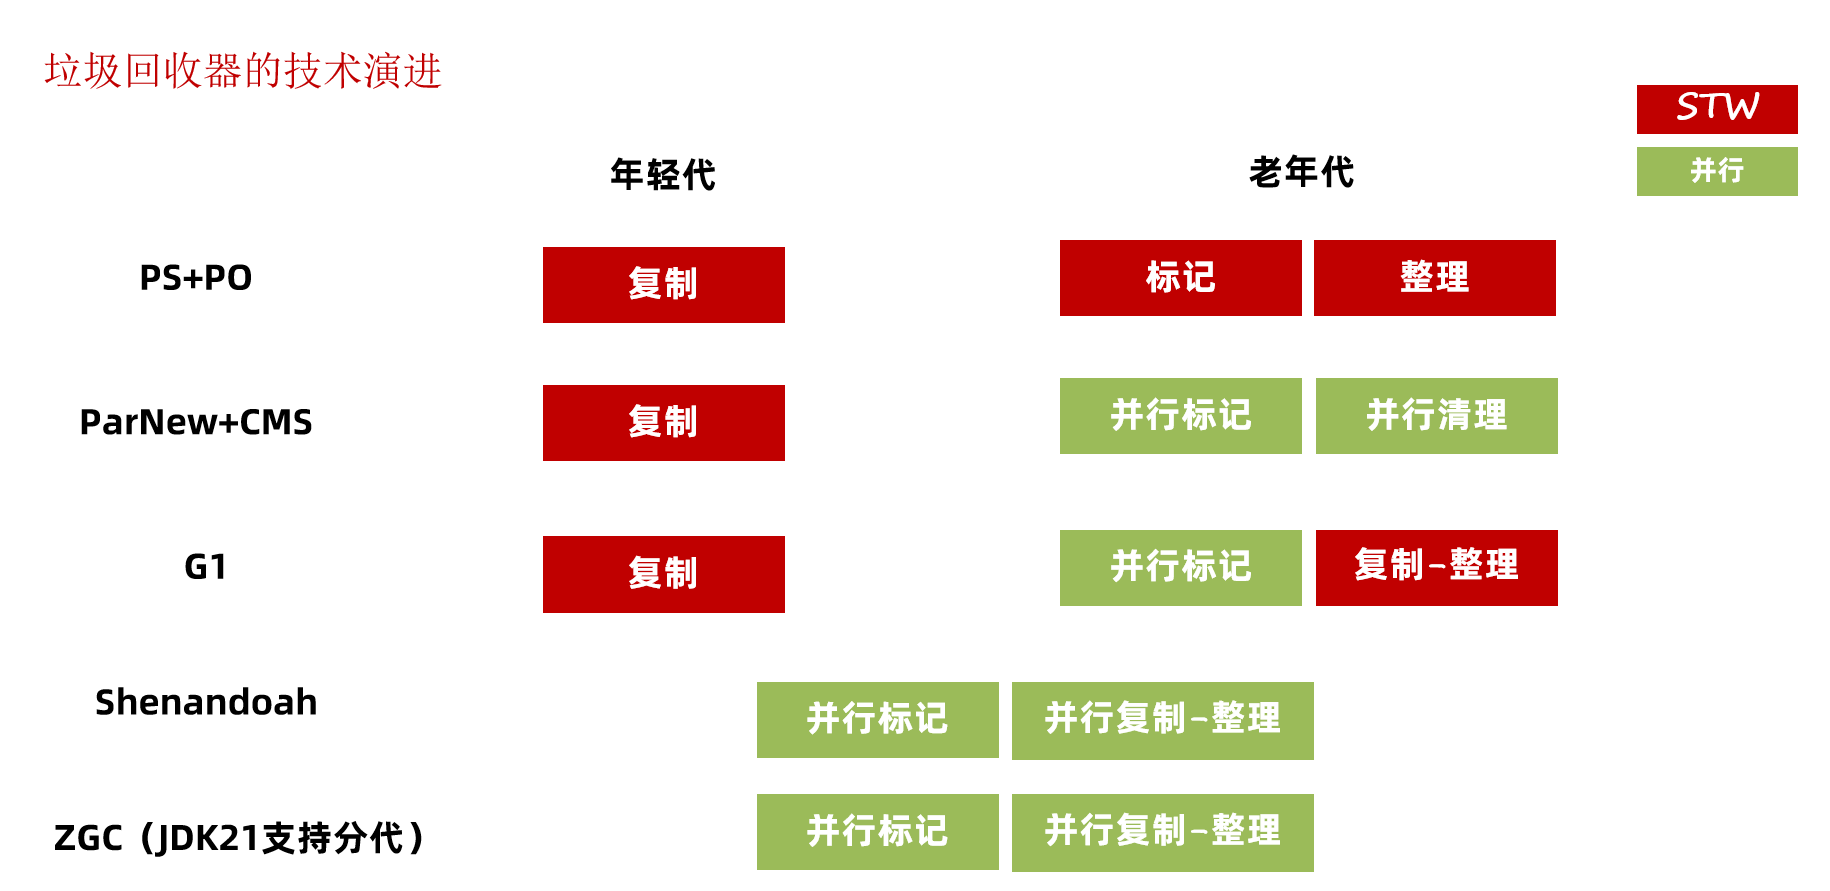 垃圾回收器的技术演进
STW
并行
年轻代 老年代
PS+PO 复制 标记 整理
ParNew+CMS 复制 并行标记 并行清理
G1 复制 并行标记 复制-整理
Shenandoah 并行标记 并行复制-整理
ZGC（JDK21支持分代） 并行标记 并行复制-整理